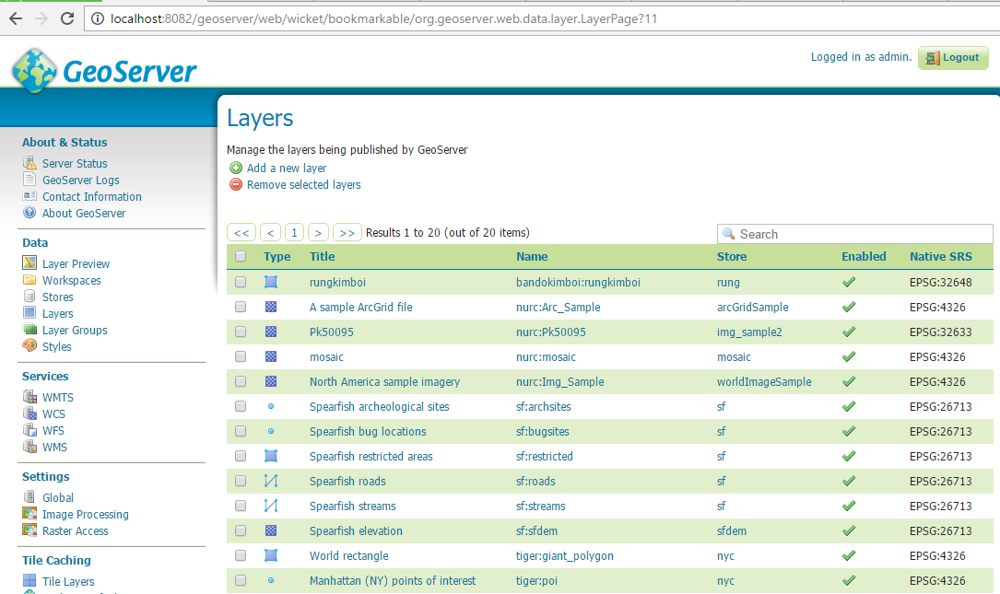 localhost:8082/geoserver/web/wicket/bookmarkable/org.geoserver.web.data.layer.LayerPage?11
GeoServer
Logged in as admin. Logout
About & Status
Server Status
GeoServer Logs
Contact Information
About GeoServer
Data
Layer Preview
Workspaces
Stores
Layers
Layer Groups
Styles
Services
WMTS
WCS
WFS
WMS
Settings
Global
Image Processing
Raster Access
Tile Caching
Tile Layers
Layers
Manage the layers being published by GeoServer
Add a new layer
Remove selected layers
<< < 1 > >> Results 1 to 20 (out of 20 items) Search
Type Title Name Store Enabled Native SRS
rungkimboi bandokimboi:rungkimboi rung EPSG:32648
A sample ArcGrid file nurc:Arc_Sample arcGridSample EPSG:4326
Pk50095 nurc:Pk50095 img_sample2 EPSG:32633
mosaic nurc:mosaic mosaic EPSG:4326
North America sample imagery nurc:Img_Sample worldImageSample EPSG:4326
Spearfish archeological sites sf:archsites sf EPSG:26713
Spearfish bug locations sf:bugsites sf EPSG:26713
Spearfish restricted areas sf:restricted sf EPSG:26713
Spearfish roads sf:roads sf EPSG:26713
Spearfish streams sf:streams sf EPSG:26713
Spearfish elevation sf:sfdem sfdem EPSG:26713
World rectangle tiger:giant_polygon nyc EPSG:4326
Manhattan (NY) points of interest tiger:poi nyc EPSG:4326